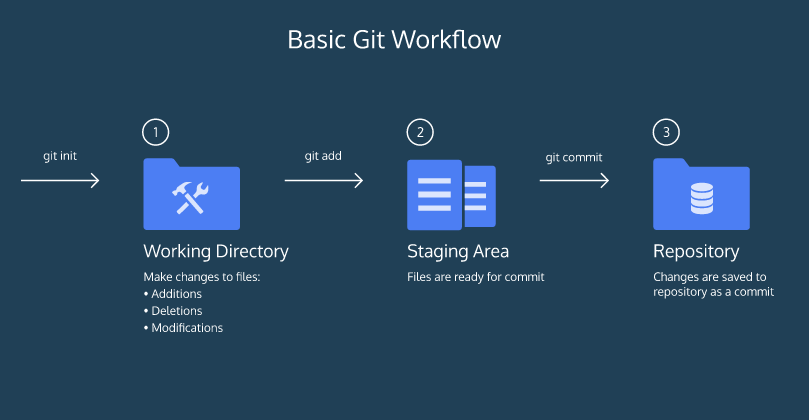 Basic Git Workflow
git init
1
git add
2
git commit
3
Working Directory
Make changes to files:
• Additions
• Deletions
• Modifications
Staging Area
Files are ready for commit
Repository
Changes are saved to
repository as a commit